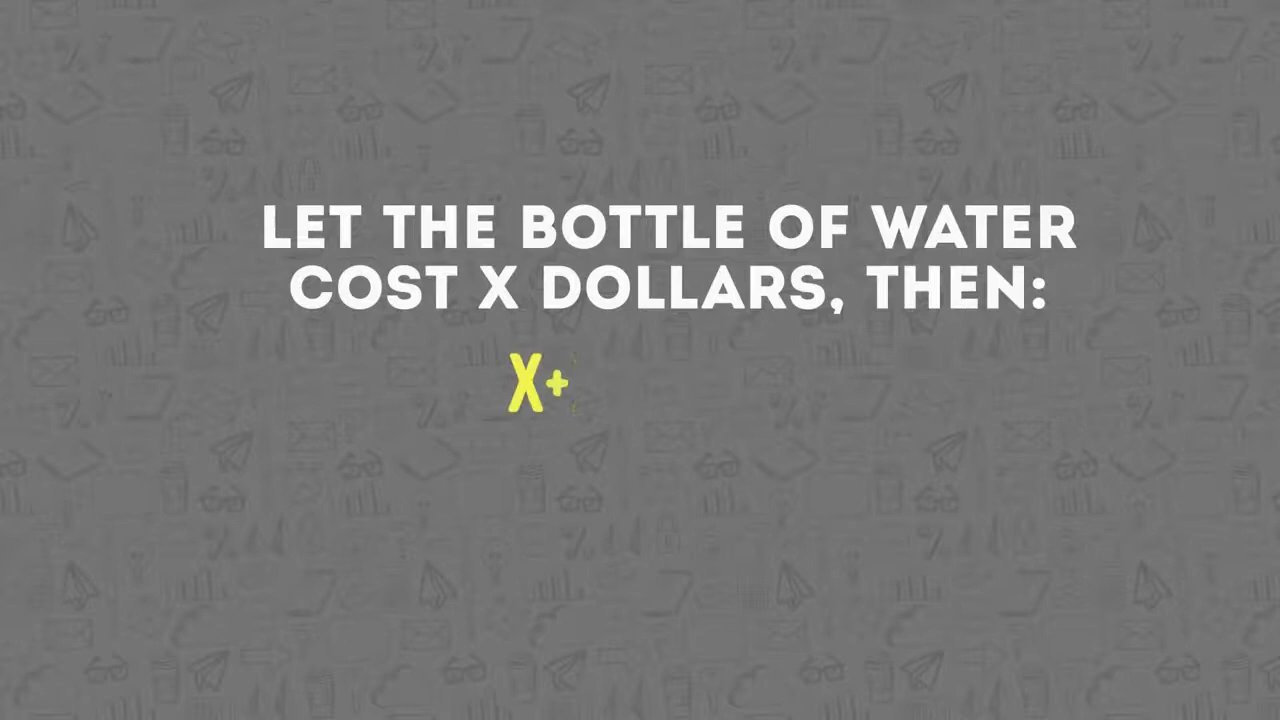 LET THE BOTTLE OF WATER
COST X DOLLARS, THEN:
X+